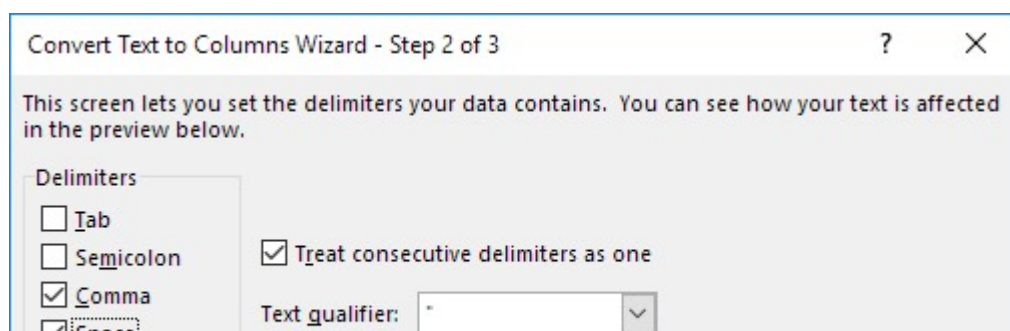 Convert Text to Columns Wizard - Step 2 of 3 ?
This screen lets you set the delimiters your data contains. You can see how your text is affected
in the preview below.
Delimiters
Tab
Semicolon
Treat consecutive delimiters as one
Comma
Text qualifier: "
Space